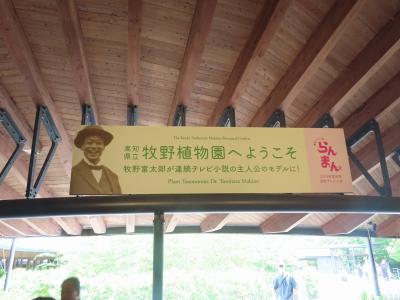 The Kochi Prefectural Makino Botanical Garden
高知県立 牧野植物園へようこそ
牧野富太郎が連続テレビ小説の主人公のモデルに!
Plant Taxonomist Dr. Tomitaro Makino
らんまん